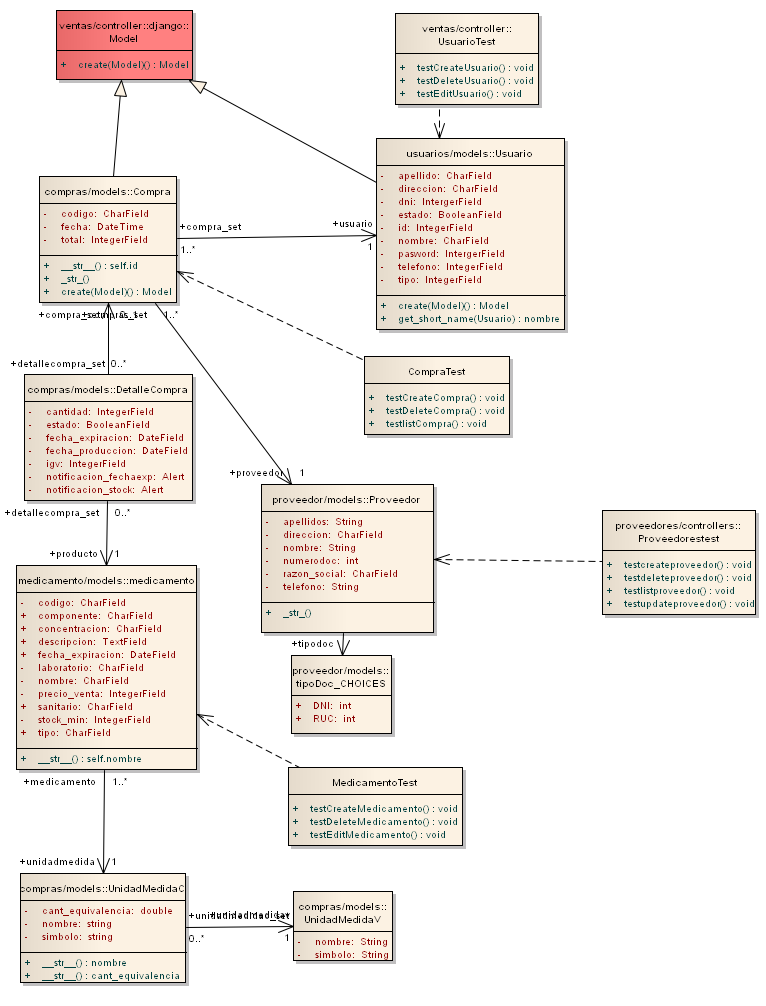 ventas/controller::django::
Model
+ create(Model)() : Model
ventas/controller::
UsuarioTest
+ testCreateUsuario() : void
+ testDeleteUsuario() : void
+ testEditUsuario() : void
usuarios/models::Usuario
- apellido: CharField
- direccion: CharField
- dni: IntergerField
- estado: BooleanField
- id: IntegerField
- nombre: CharField
- pasword: IntergerField
- telefono: IntegerField
- tipo: IntegerField
+ create(Model)() : Model
+ get_short_name(Usuario) : nombre
compras/models::Compra
- codigo: CharField
- fecha: DateTime
- total: IntegerField
+ __str__() : self.id
+ _str_()
+ create(Model)() : Model
+compra_set
1..*
+usuario
1
1..*
CompraTest
+ testCreateCompra() : void
+ testDeleteCompra() : void
+ testlistCompra() : void
+detallecompra_set 0..*
compras/models::DetalleCompra
- cantidad: IntegerField
- estado: BooleanField
- fecha_expiracion: DateField
- fecha_produccion: DateField
- igv: IntegerField
- notificacion_fechaexp: Alert
- notificacion_stock: Alert
+detallecompra_set 0..*
+producto 1
+proveedor 1
proveedor/models::Proveedor
- apellidos: String
- direccion: CharField
- nombre: String
- numerodoc: int
- razon_social: CharField
- telefono: String
+ _str_()
proveedores/controllers::
Proveedorestest
+ testcreateproveedor() : void
+ testdeleteproveedor() : void
+ testlistproveedor() : void
+ testupdateproveedor() : void
+tipodoc
proveedor/models::
tipoDoc_CHOICES
+ DNI: int
+ RUC: int
medicamento/models::medicamento
- codigo: CharField
+ componente: CharField
+ concentracion: CharField
+ descripcion: TextField
+ fecha_expiracion: DateField
- laboratorio: CharField
- nombre: CharField
- precio_venta: IntegerField
+ sanitario: CharField
- stock_min: IntegerField
+ tipo: CharField
+ __str__() : self.nombre
+medicamento 1..*
MedicamentoTest
+ testCreateMedicamento() : void
+ testDeleteMedicamento() : void
+ testEditMedicamento() : void
+unidadmedida 1
compras/models::UnidadMedidaC
- cant_equivalencia: double
- nombre: string
- simbolo: string
+ __str__() : nombre
+ __str__() : cant_equivalencia
0..*
1
compras/models::
UnidadMedidaV
- nombre: String
- simbolo: String